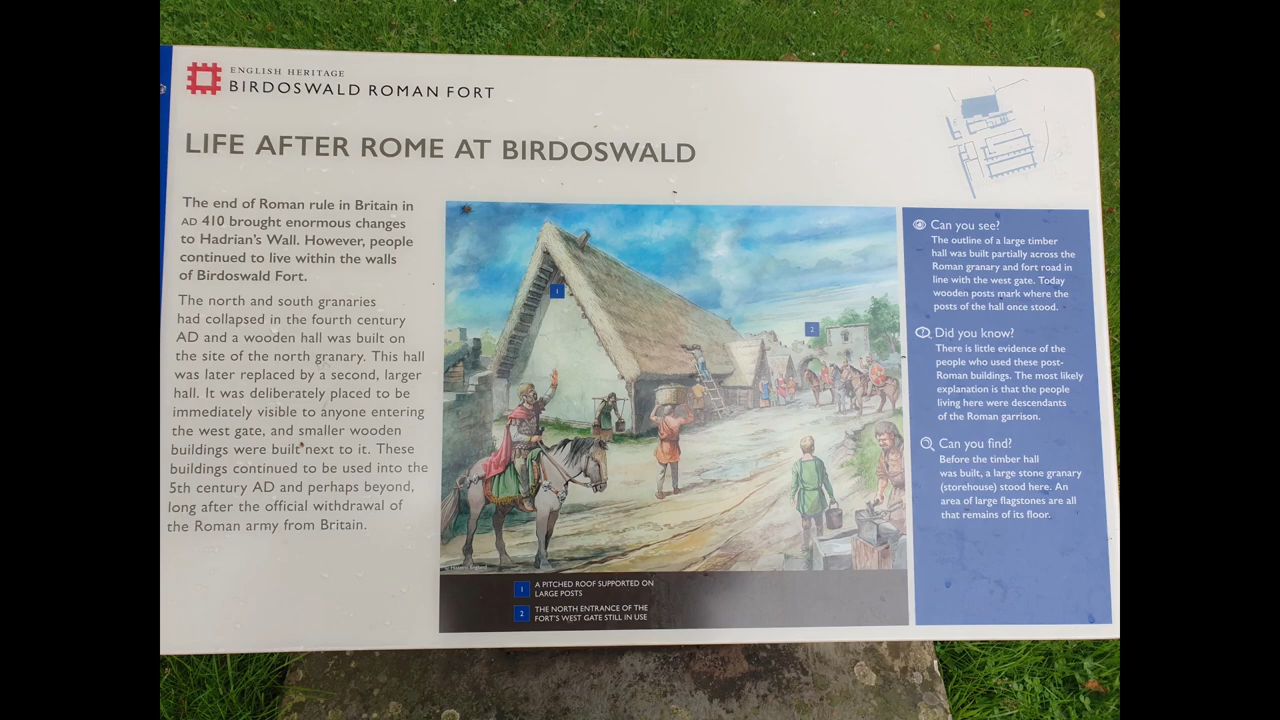 ENGLISH HERITAGE
BIRDOSWALD ROMAN FORT
LIFE AFTER ROME AT BIRDOSWALD
The end of Roman rule in Britain in
AD 410 brought enormous changes
to Hadrian's Wall. However, people
continued to live within the walls
of Birdoswald Fort.
The north and south granaries
had collapsed in the fourth century
AD and a wooden hall was built on
the site of the north granary. This hall
was later replaced by a second, larger
hall. It was deliberately placed to be
immediately visible to anyone entering
the west gate, and smaller wooden
buildings were built next to it. These
buildings continued to be used into the
5th century AD and perhaps beyond,
long after the official withdrawal of
the Roman army from Britain.
1
2
© Historic England
1 A PITCHED ROOF SUPPORTED ON
LARGE POSTS
2 THE NORTH ENTRANCE OF THE
FORT'S WEST GATE STILL IN USE
Can you see?
The outline of a large timber
hall was built partially across the
Roman granary and fort road in
line with the west gate. Today
wooden posts mark where the
posts of the hall once stood.
Did you know?
There is little evidence of the
people who used these post-
Roman buildings. The most likely
explanation is that the people
living here were descendants
of the Roman garrison.
Can you find?
Before the timber hall
was built, a large stone granary
(storehouse) stood here. An
area of large flagstones are all
that remains of its floor.